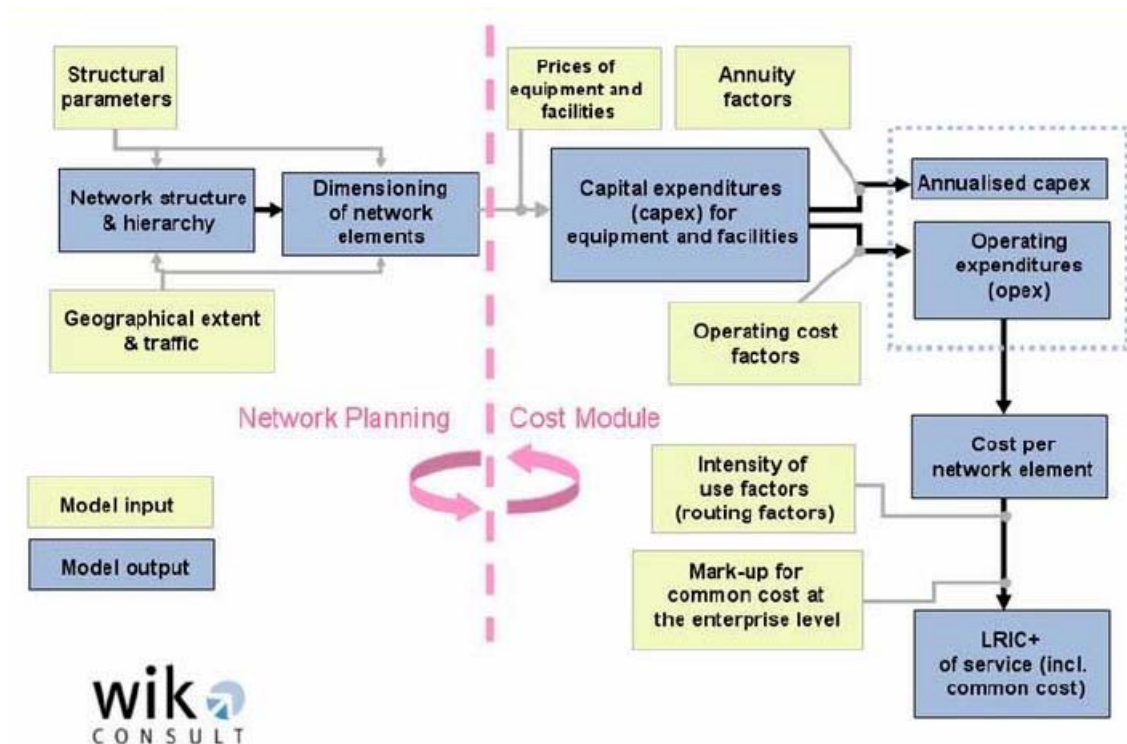 Structural
parameters
Prices of
equipment and
facilities
Annuity
factors
Network structure
& hierarchy
Dimensioning
of network
elements
Capital expenditures
(capex) for
equipment and facilities
Annualised capex
Operating
expenditures
(opex)
Geographical extent
& traffic
Operating cost
factors
Network Planning
Cost Module
Cost per
network element
Intensity of
use factors
(routing factors)
Model input
Model output
Mark-up for
common cost at
the enterprise level
LRIC+
of service (incl.
common cost)
wik
CONSULT